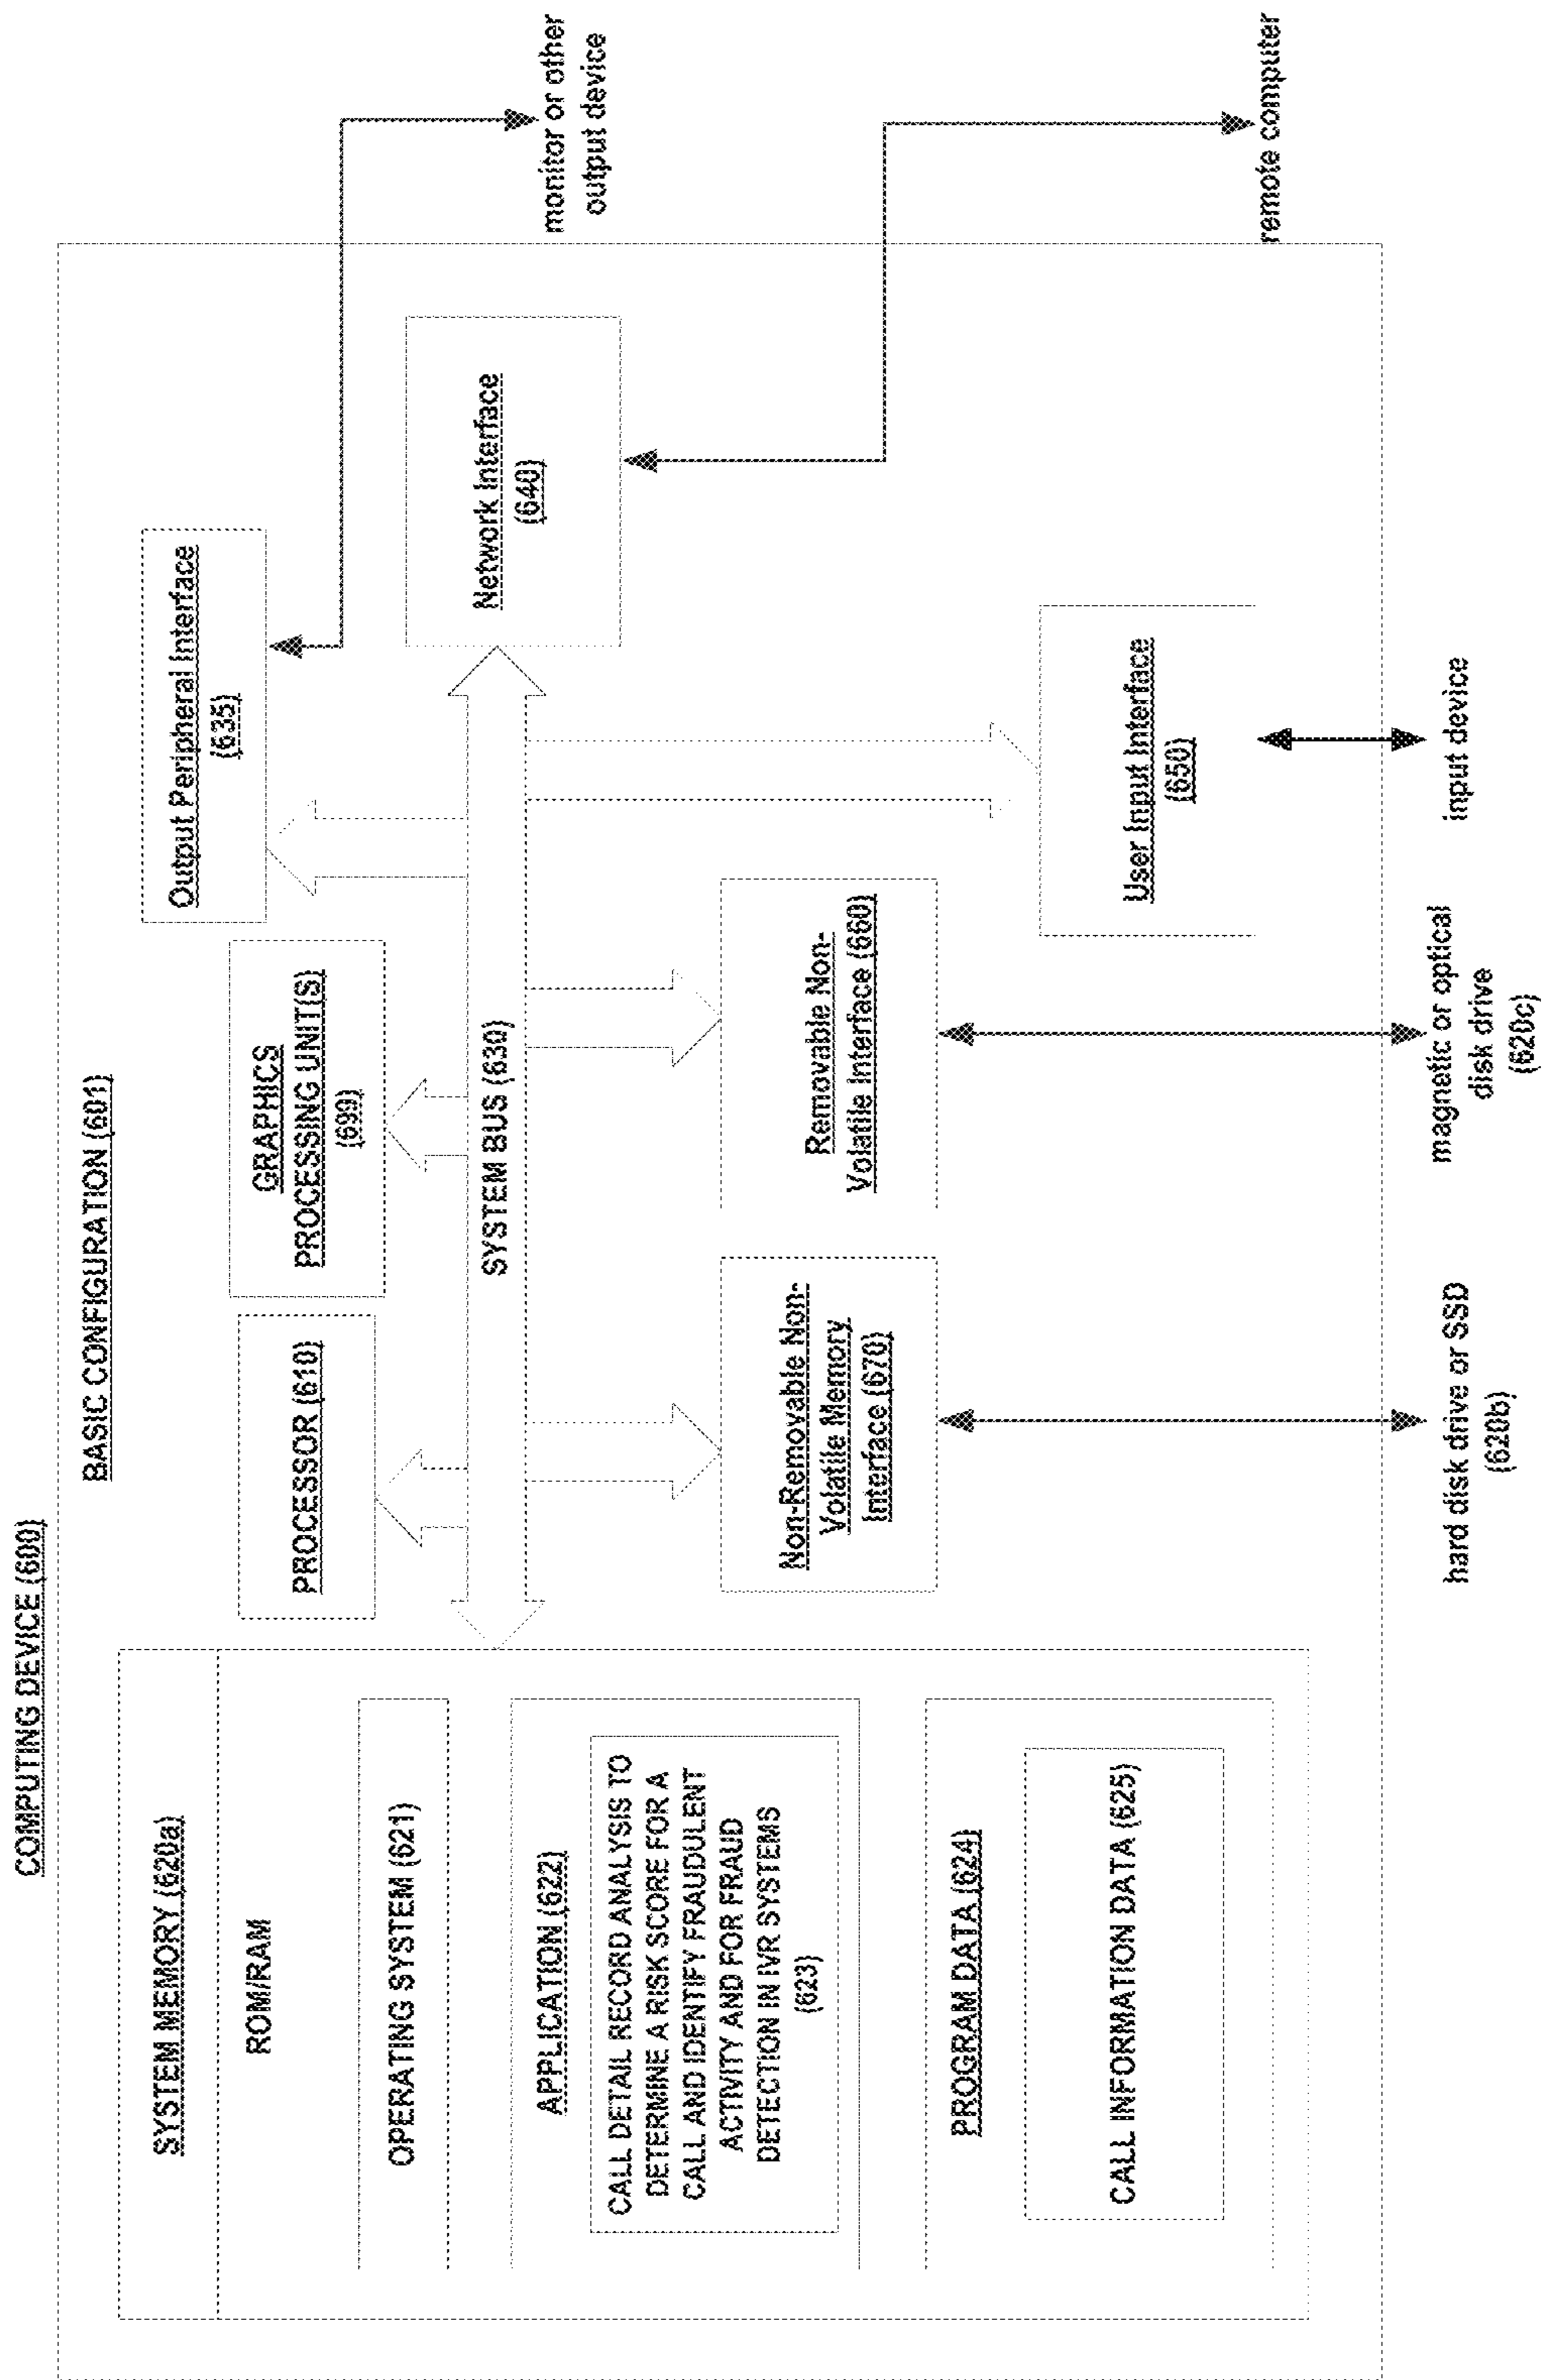 COMPUTING DEVICE (600)
BASIC CONFIGURATION (601)
SYSTEM MEMORY (620a)
ROM/RAM
OPERATING SYSTEM (621)
APPLICATION (622)
CALL DETAIL RECORD ANALYSIS TO
DETERMINE A RISK SCORE FOR A
CALL AND IDENTIFY FRAUDULENT
ACTIVITY AND FOR FRAUD
DETECTION IN IVR SYSTEMS
(623)
PROGRAM DATA (624)
CALL INFORMATION DATA (625)
PROCESSOR (610)
GRAPHICS
PROCESSING UNIT(S)
(699)
Output Peripheral Interface
(635)
SYSTEM BUS (630)
Network Interface
(640)
Non-Removable Non-
Volatile Memory
Interface (670)
Removable Non-
Volatile Interface (660)
User Input Interface
(650)
monitor or other
output device
remote computer
hard disk drive or SSD
(620b)
magnetic or optical
disk drive
(620c)
input device